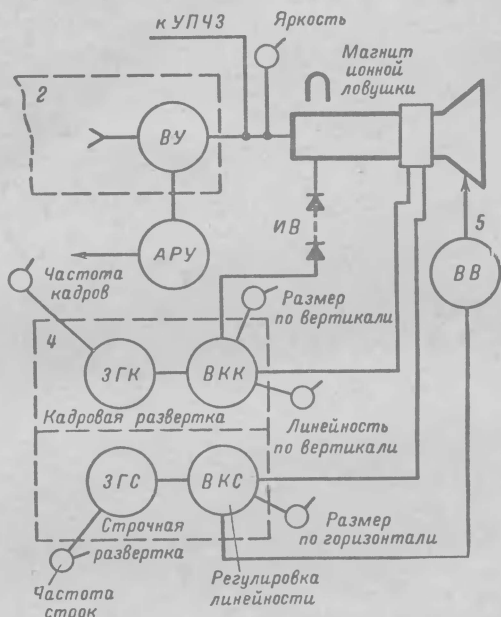 к УПЧЗ
Яркость
Магнит
ионной
ловушки
2
ВУ
АРУ
ИВ
5
ВВ
Частота
кадров
Размер
по вертикали
4
ЗГК
ВКК
Кадровая развертка
Линейность
по вертикали
ЗГС
ВКС
Строчная
развертка
Размер
по горизонтали
Регулировка
линейности
Частота
строк